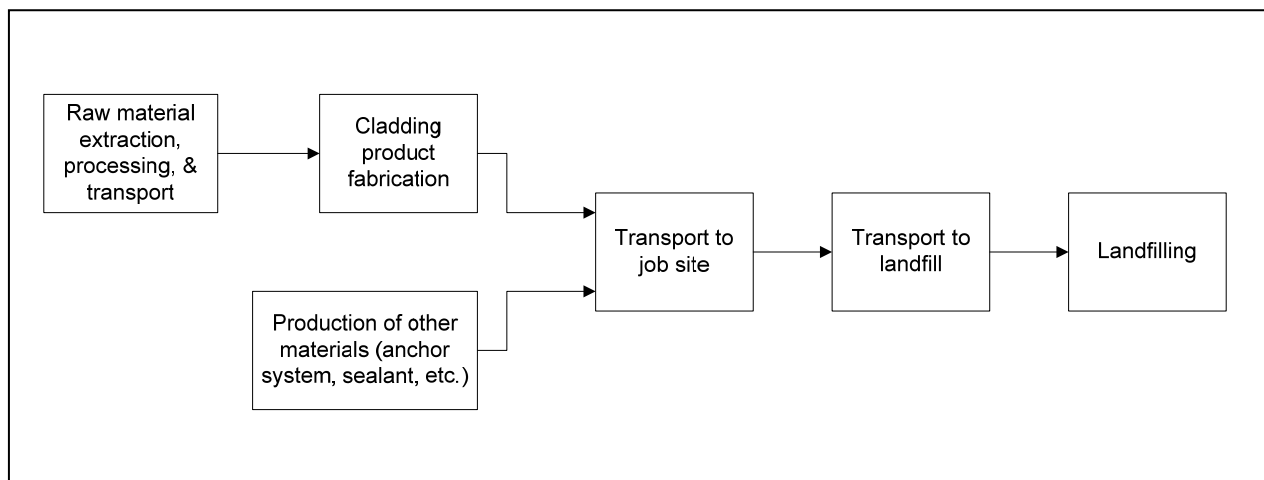 Raw material
extraction,
processing, &
transport
Cladding
product
fabrication
Production of other
materials (anchor
system, sealant, etc.)
Transport to
job site
Transport to
landfill
Landfilling